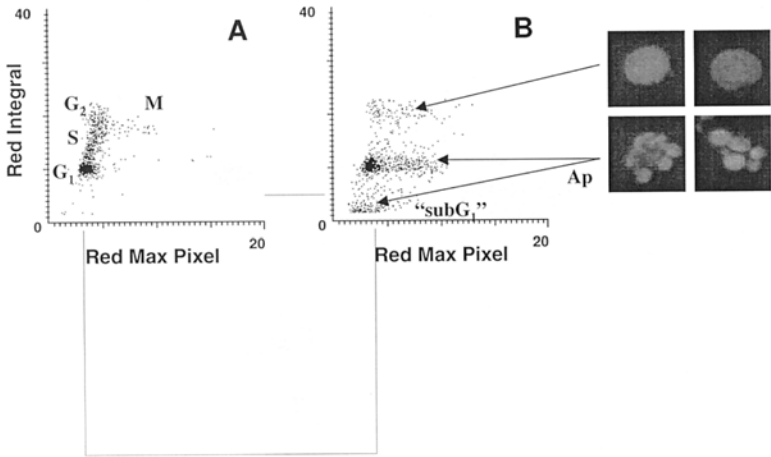 40
A
Red Integral
G₂
M
S
G₁
0
20
Red Max Pixel
40
B
Ap
"subG₁"
0
20
Red Max Pixel